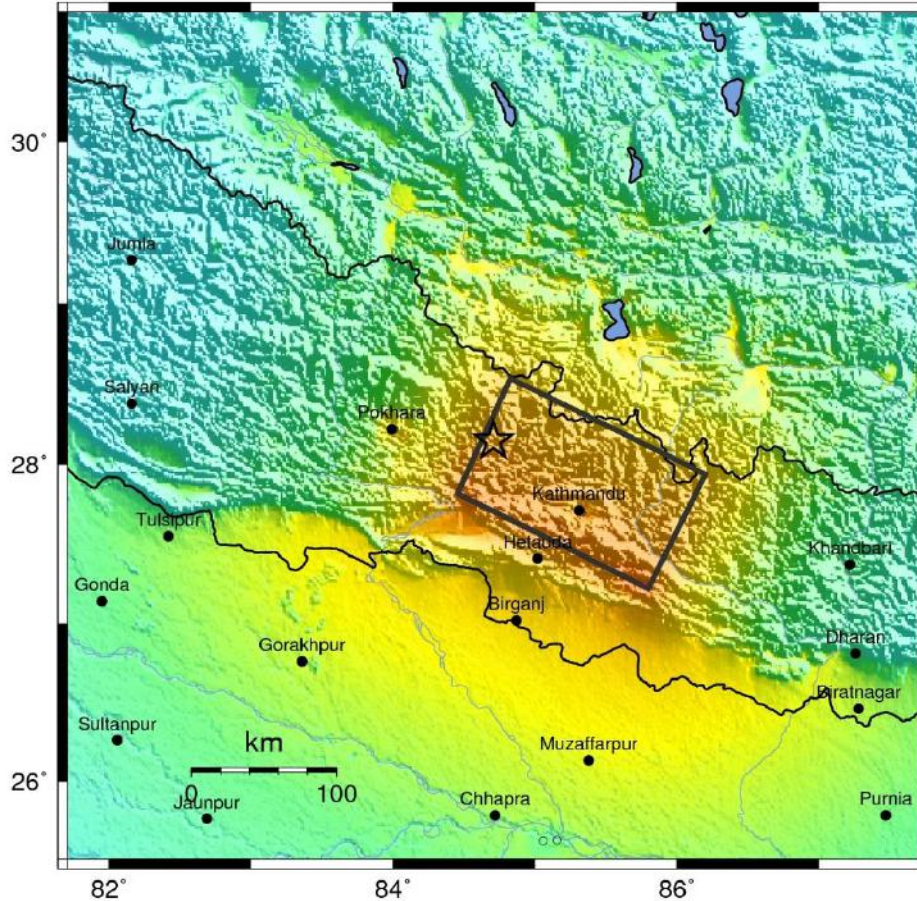 30°
Jumla
Salyan
Pokhara
28°
Kathmandu
Tulsipur
Hetauda
Khandbari
Gonda
Birganj
Gorakhpur
Dharan
Biratnagar
Sultanpur
km
Muzaffarpur
26°
0 100
Jaunpur
Chhapra
Purnia
82° 84° 86°